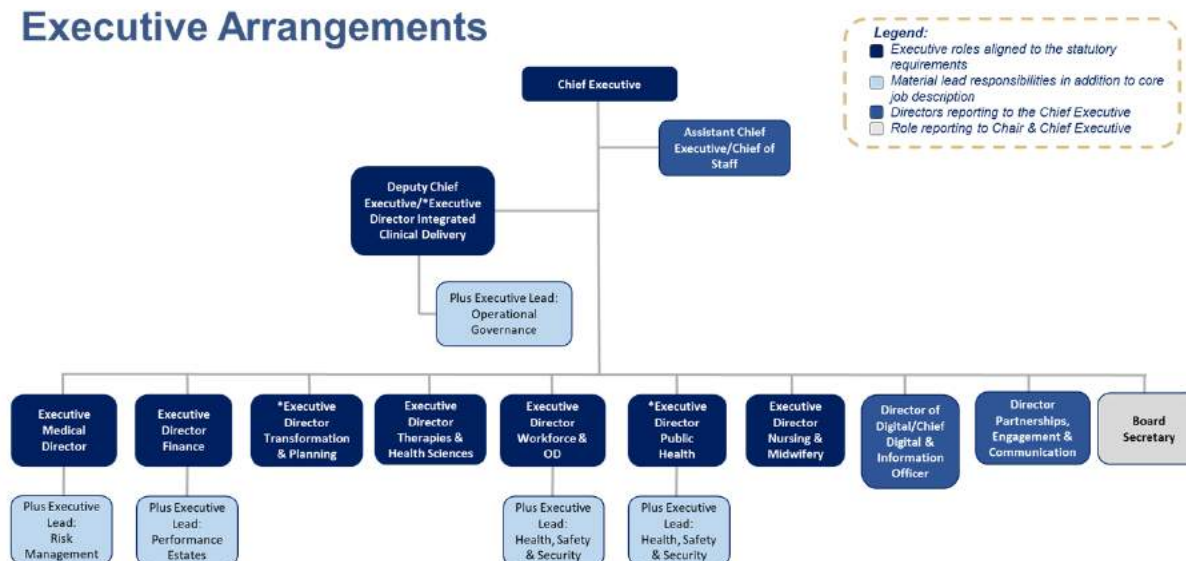 Executive Arrangements
Legend:
Executive roles aligned to the statutory
requirements
Material lead responsibilities in addition to core
job description
Directors reporting to the Chief Executive
Role reporting to Chair & Chief Executive
Chief Executive
Assistant Chief
Executive/Chief of
Staff
Deputy Chief
Executive/*Executive
Director Integrated
Clinical Delivery
Plus Executive Lead:
Operational
Governance
Executive
Medical
Director
Executive
Director
Finance
*Executive
Director
Transformation
& Planning
Executive
Director
Therapies &
Health Sciences
Executive
Director
Workforce &
OD
*Executive
Director
Public
Health
Executive
Director
Nursing &
Midwifery
Director of
Digital/Chief
Digital &
Information
Officer
Director
Partnerships,
Engagement &
Communication
Board
Secretary
Plus Executive
Lead:
Risk
Management
Plus Executive
Lead:
Performance
Estates
Plus Executive
Lead:
Health, Safety
& Security
Plus Executive
Lead:
Health, Safety
& Security